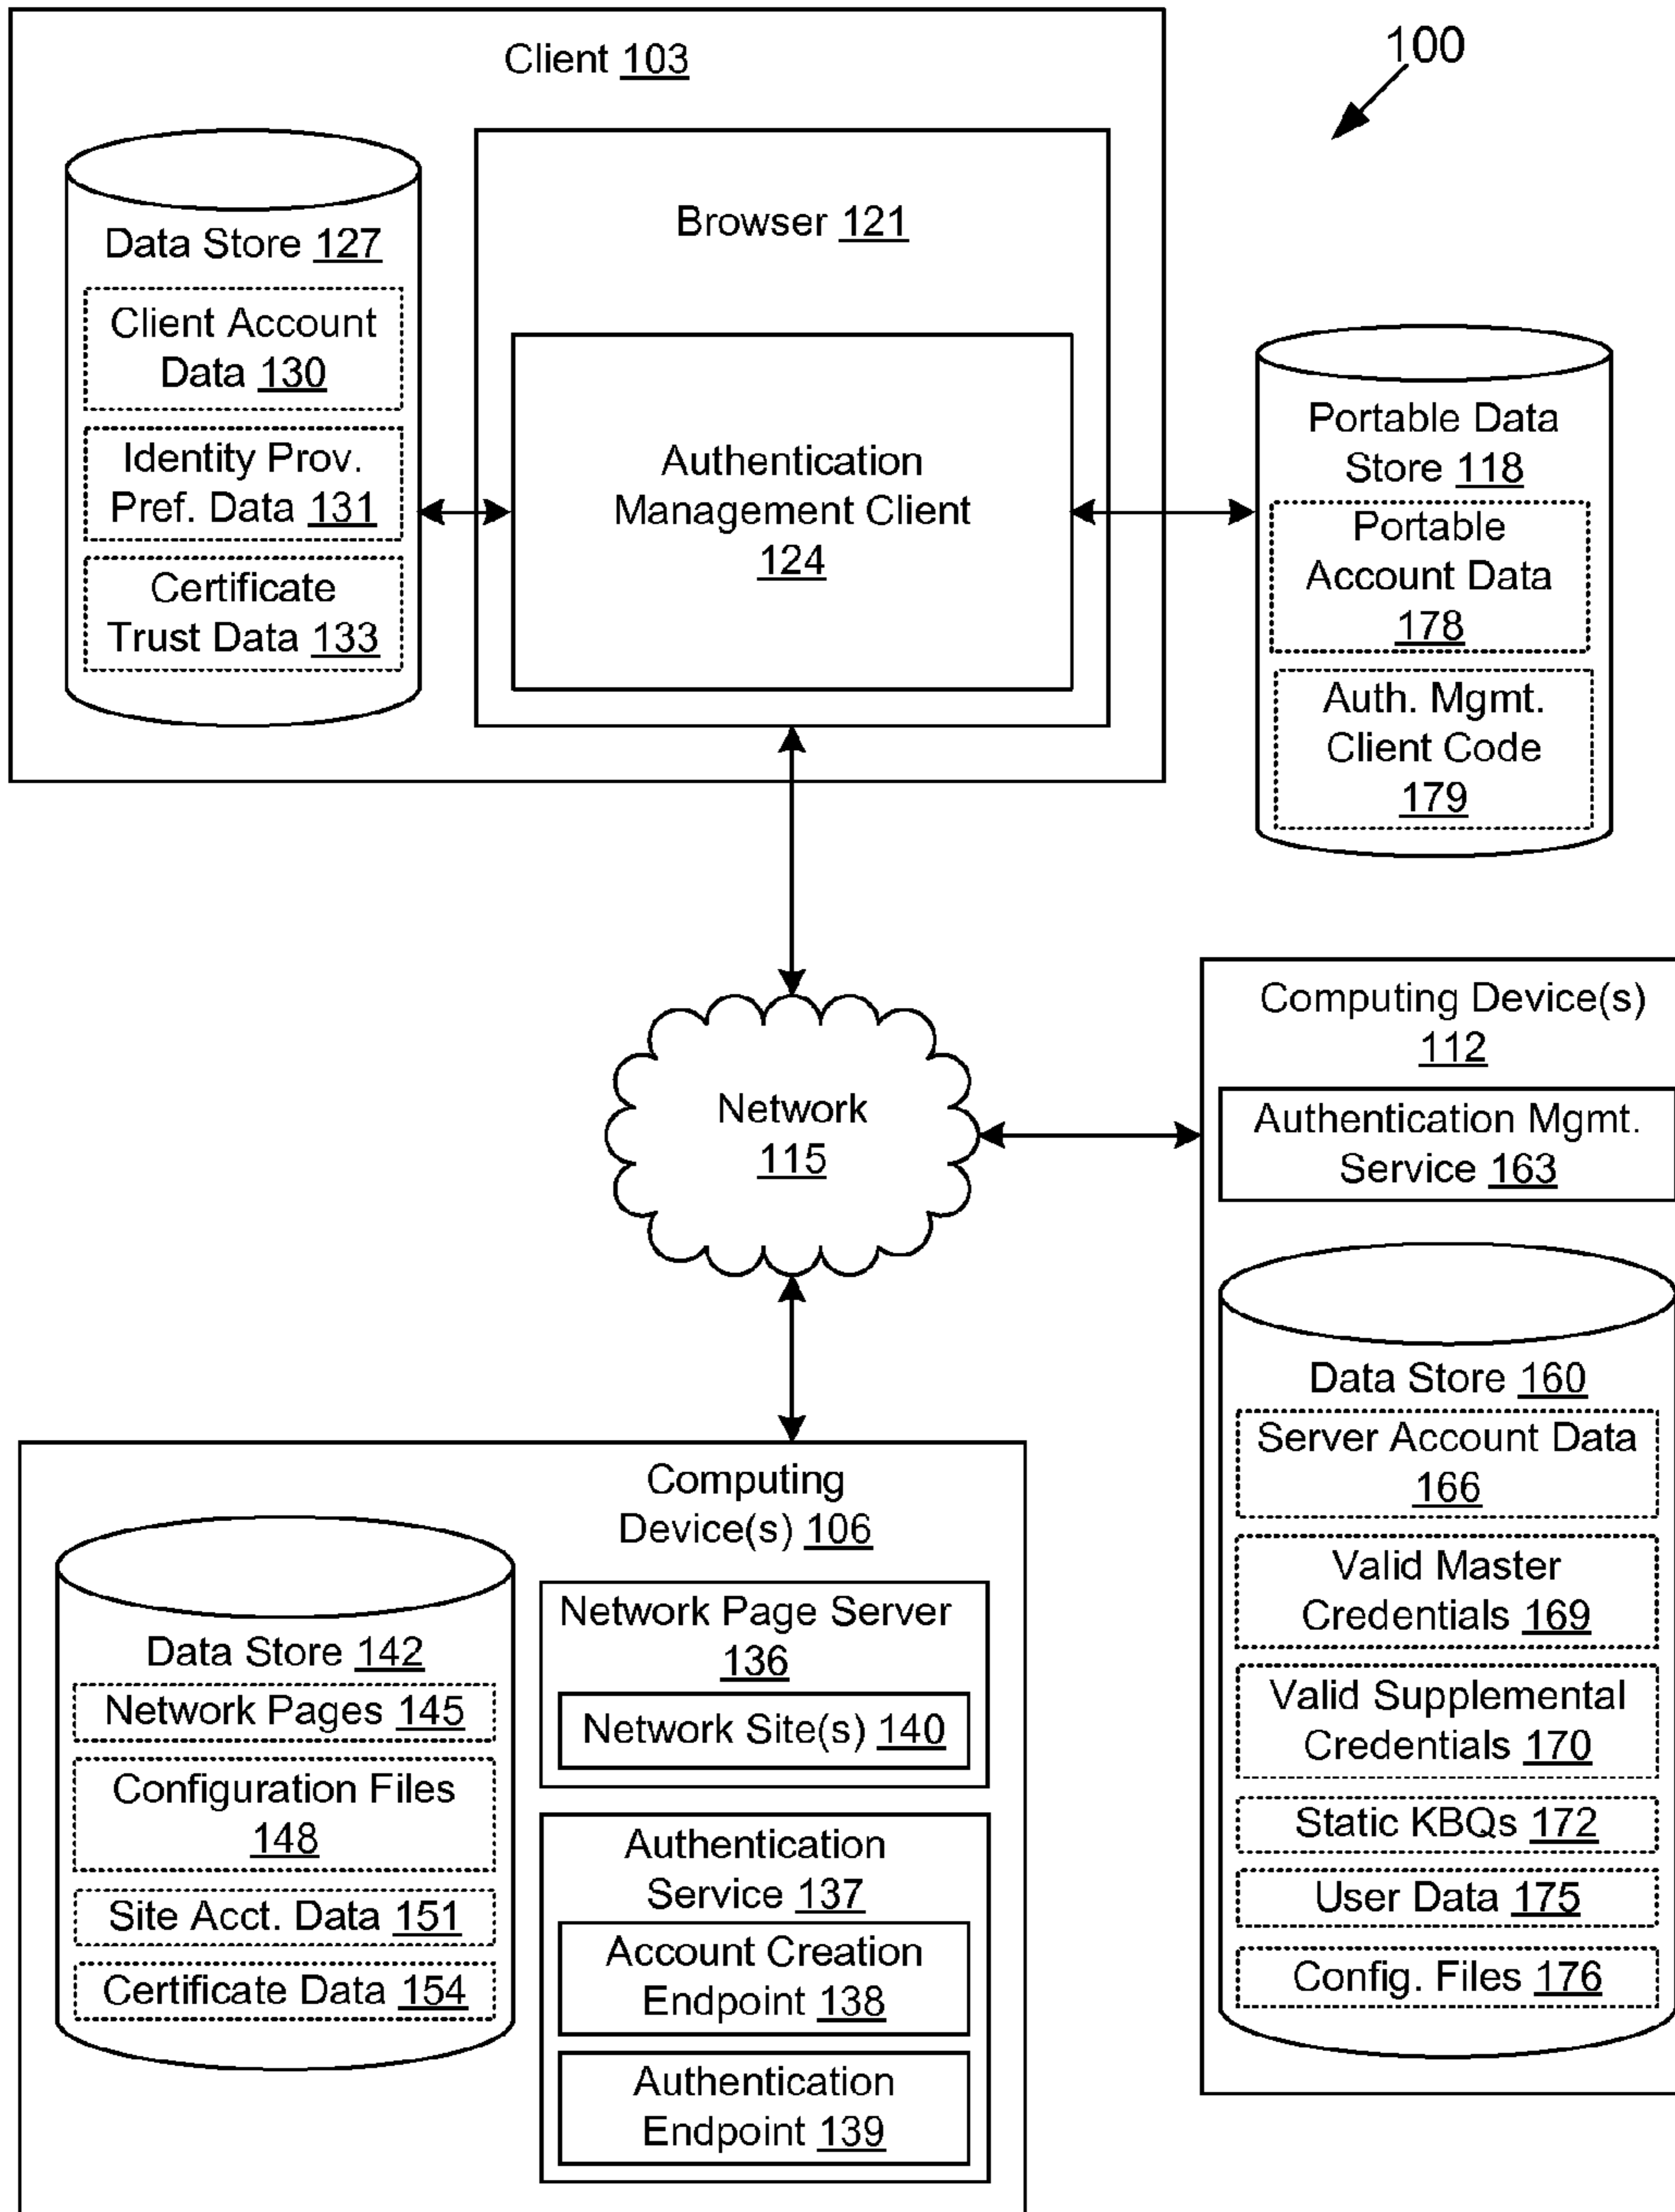 100
Client 103
Data Store 127
Client Account
Data 130
Identity Prov.
Pref. Data 131
Certificate
Trust Data 133
Browser 121
Authentication
Management Client
124
Portable Data
Store 118
Portable
Account Data
178
Auth. Mgmt.
Client Code
179
Network
115
Computing Device(s)
112
Authentication Mgmt.
Service 163
Data Store 160
Server Account Data
166
Valid Master
Credentials 169
Valid Supplemental
Credentials 170
Static KBQs 172
User Data 175
Config. Files 176
Computing
Device(s) 106
Data Store 142
Network Pages 145
Configuration Files
148
Site Acct. Data 151
Certificate Data 154
Network Page Server
136
Network Site(s) 140
Authentication
Service 137
Account Creation
Endpoint 138
Authentication
Endpoint 139